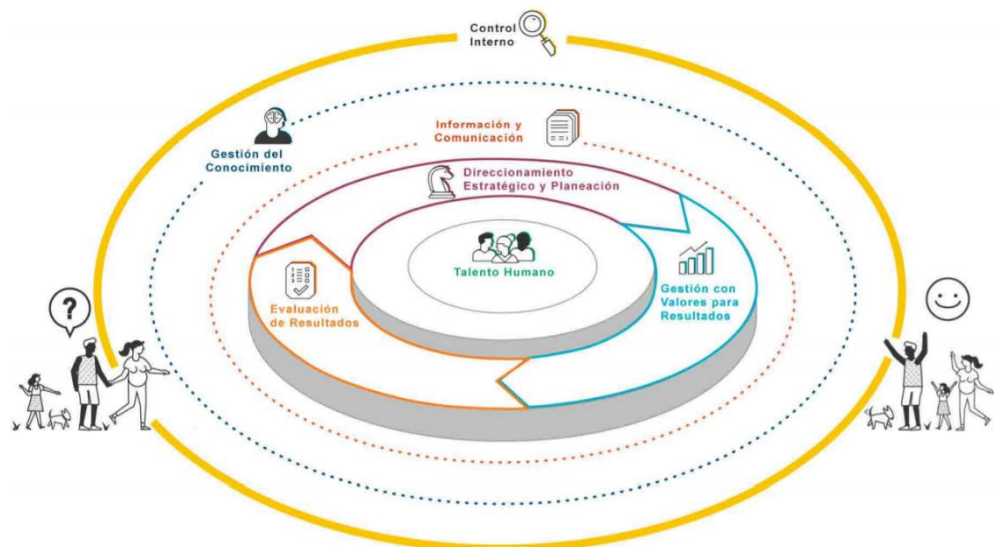 Control
Interno
Gestión del
Conocimiento
Información y
Comunicación
Direccionamiento
Estratégico y Planeación
Talento Humano
Gestión con
Valores para
Resultados
Evaluación
de Resultados
?